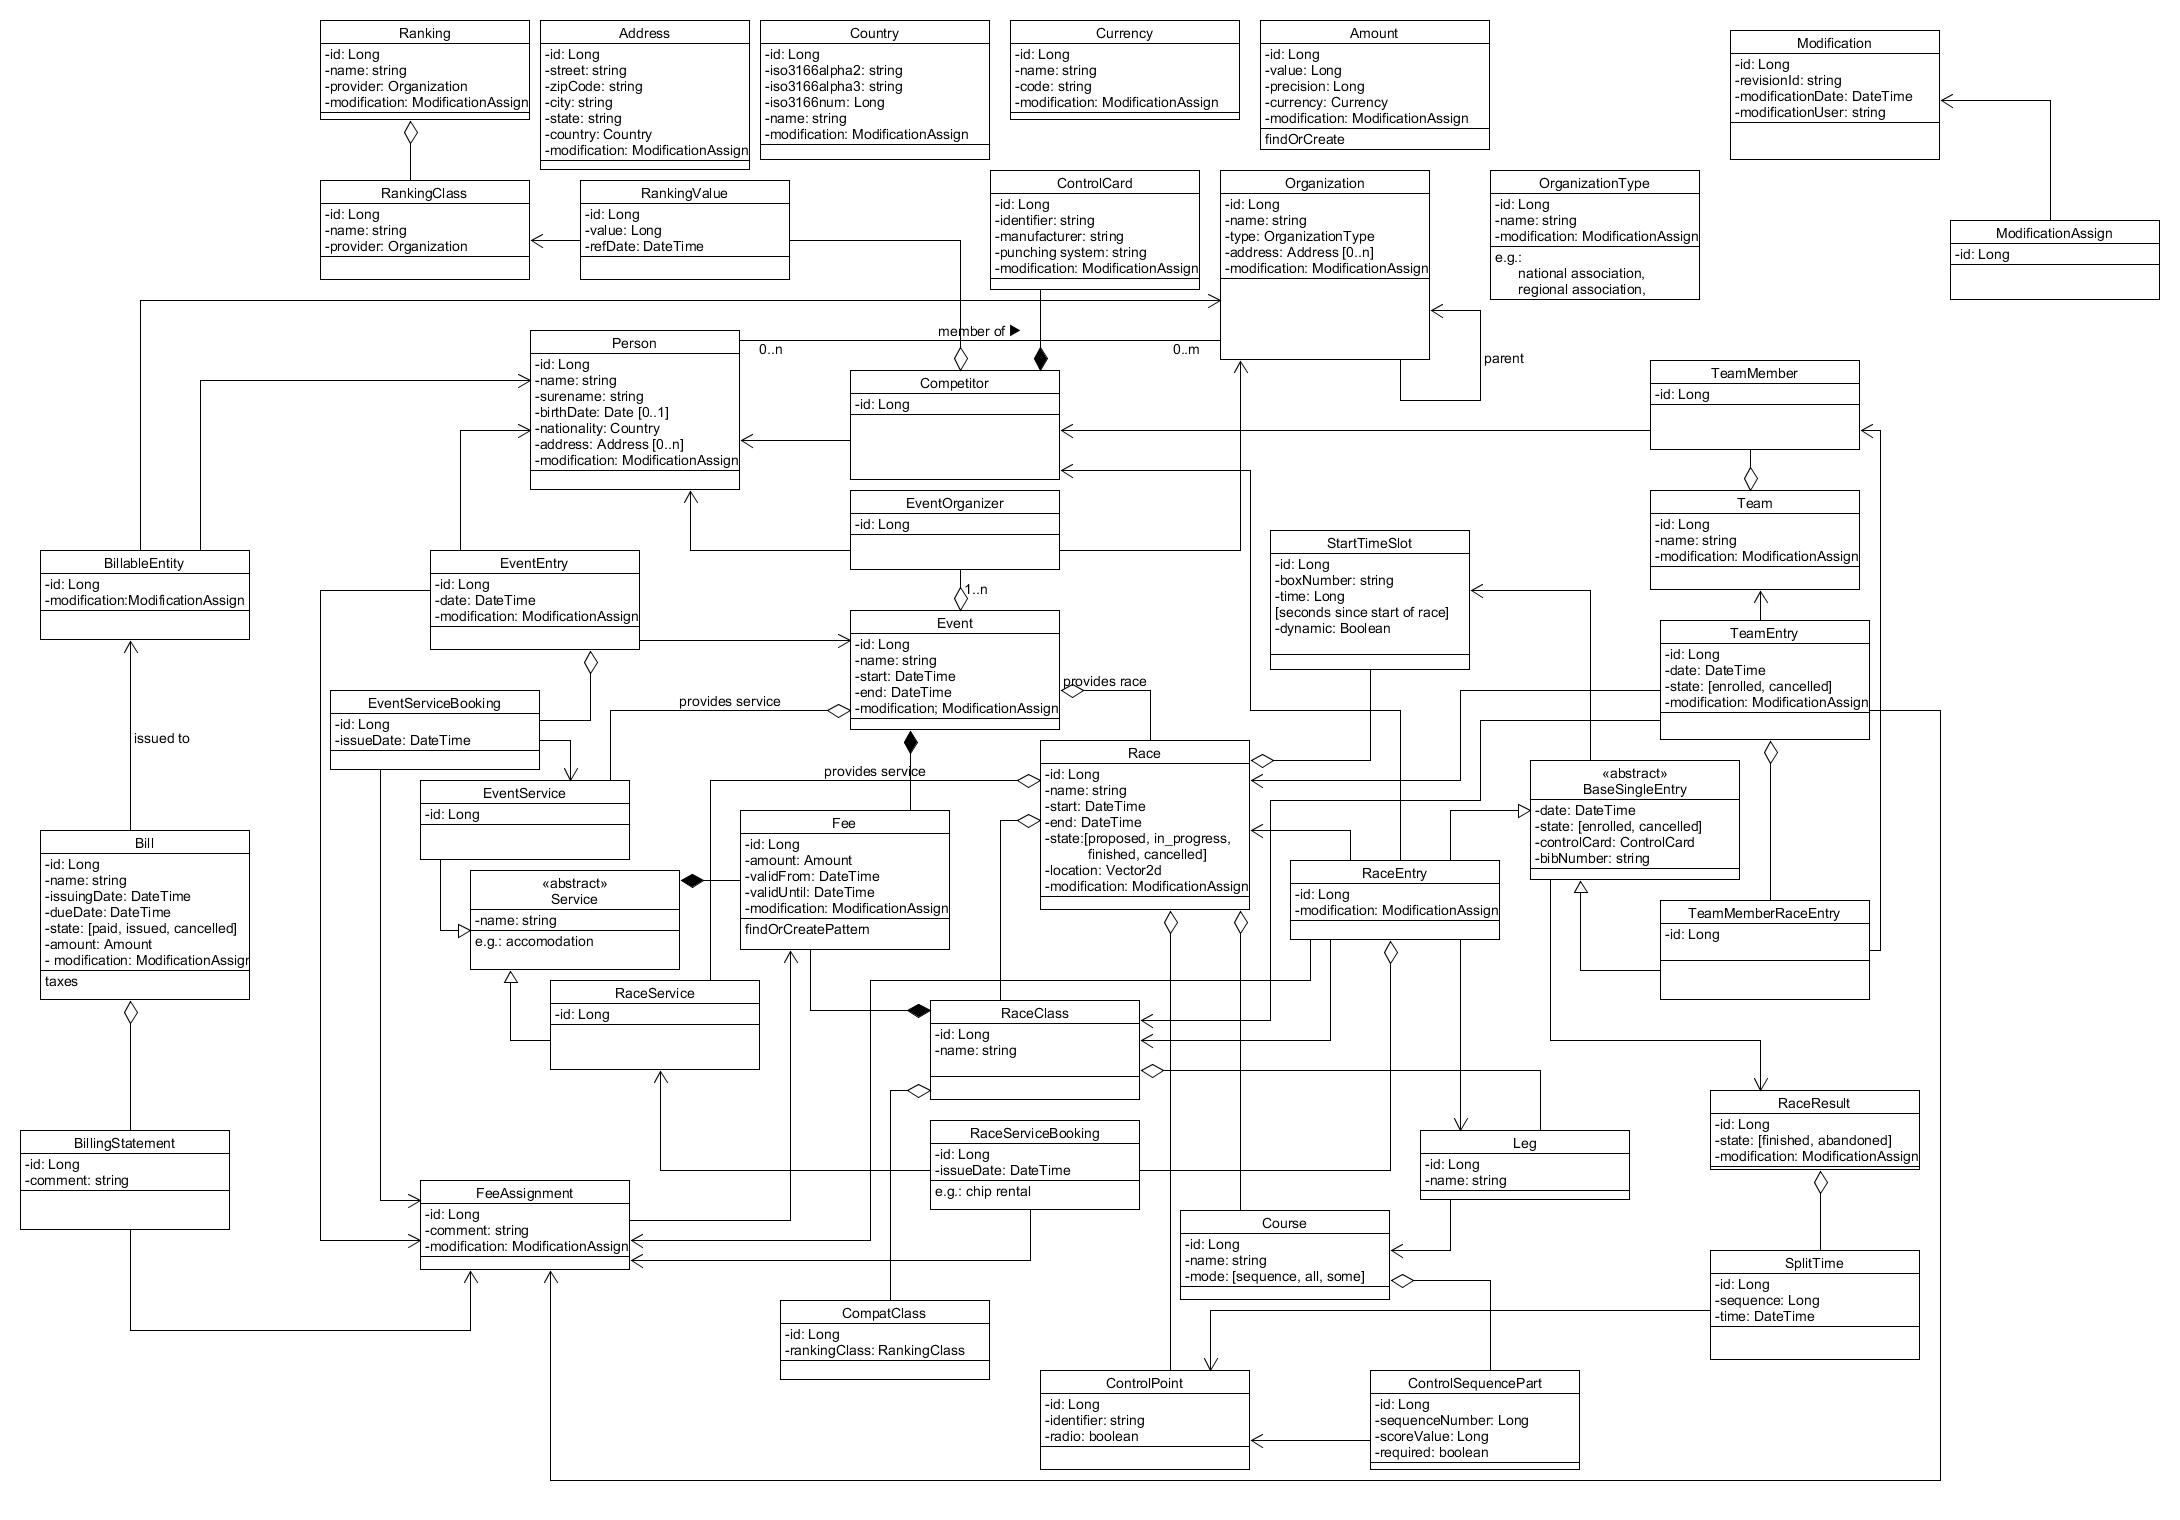 Ranking
-id: Long
-name: string
-provider: Organization
-modification: ModificationAssign
Address
-id: Long
-street: string
-zipCode: string
-city: string
-state: string
-country: Country
-modification: ModificationAssign
Country
-id: Long
-iso3166alpha2: string
-iso3166alpha3: string
-iso3166num: Long
-name: string
-modification: ModificationAssign
Currency
-id: Long
-name: string
-code: string
-modification: ModificationAssign
Amount
-id: Long
-value: Long
-precision: Long
-currency: Currency
-modification: ModificationAssign
findOrCreate
Modification
-id: Long
-revisionId: string
-modificationDate: DateTime
-modificationUser: string
RankingClass
-id: Long
-name: string
-provider: Organization
RankingValue
-id: Long
-value: Long
-refDate: DateTime
ControlCard
-id: Long
-identifier: string
-manufacturer: string
-punching system: string
-modification: ModificationAssign
Organization
-id: Long
-name: string
-type: OrganizationType
-address: Address [0..n]
-modification: ModificationAssign
OrganizationType
-id: Long
-name: string
-modification: ModificationAssign
e.g.:
national association,
regional association,
ModificationAssign
-id: Long
Person
-id: Long
-name: string
-surename: string
-birthDate: Date [0..1]
-nationality: Country
-address: Address [0..n]
-modification: ModificationAssign
member of ▶
0..n
0..m
parent
Competitor
-id: Long
TeamMember
-id: Long
EventOrganizer
-id: Long
Team
-id: Long
-name: string
-modification: ModificationAssign
BillableEntity
-id: Long
-modification:ModificationAssign
EventEntry
-id: Long
-date: DateTime
-modification: ModificationAssign
1..n
StartTimeSlot
-id: Long
-boxNumber: string
-time: Long
[seconds since start of race]
-dynamic: Boolean
Event
-id: Long
-name: string
-start: DateTime
-end: DateTime
-modification; ModificationAssign
TeamEntry
-id: Long
-date: DateTime
-state: [enrolled, cancelled]
-modification: ModificationAssign
provides race
provides service
EventServiceBooking
-id: Long
-issueDate: DateTime
issued to
Race
-id: Long
-name: string
-start: DateTime
-end: DateTime
-state:[proposed, in_progress,
finished, cancelled]
-location: Vector2d
-modification: ModificationAssign
provides service
EventService
-id: Long
«abstract»
BaseSingleEntry
-date: DateTime
-state: [enrolled, cancelled]
-controlCard: ControlCard
-bibNumber: string
Bill
-id: Long
-name: string
-issuingDate: DateTime
-dueDate: DateTime
-state: [paid, issued, cancelled]
-amount: Amount
- modification: ModificationAssign
taxes
Fee
-id: Long
-amount: Amount
-validFrom: DateTime
-validUntil: DateTime
-modification: ModificationAssign
findOrCreatePattern
«abstract»
Service
-name: string
e.g.: accomodation
RaceEntry
-id: Long
-modification: ModificationAssign
TeamMemberRaceEntry
-id: Long
RaceService
-id: Long
RaceClass
-id: Long
-name: string
RaceResult
-id: Long
-state: [finished, abandoned]
-modification: ModificationAssign
BillingStatement
-id: Long
-comment: string
RaceServiceBooking
-id: Long
-issueDate: DateTime
e.g.: chip rental
Leg
-id: Long
-name: string
FeeAssignment
-id: Long
-comment: string
-modification: ModificationAssign
Course
-id: Long
-name: string
-mode: [sequence, all, some]
SplitTime
-id: Long
-sequence: Long
-time: DateTime
CompatClass
-id: Long
-rankingClass: RankingClass
ControlPoint
-id: Long
-identifier: string
-radio: boolean
ControlSequencePart
-id: Long
-sequenceNumber: Long
-scoreValue: Long
-required: boolean